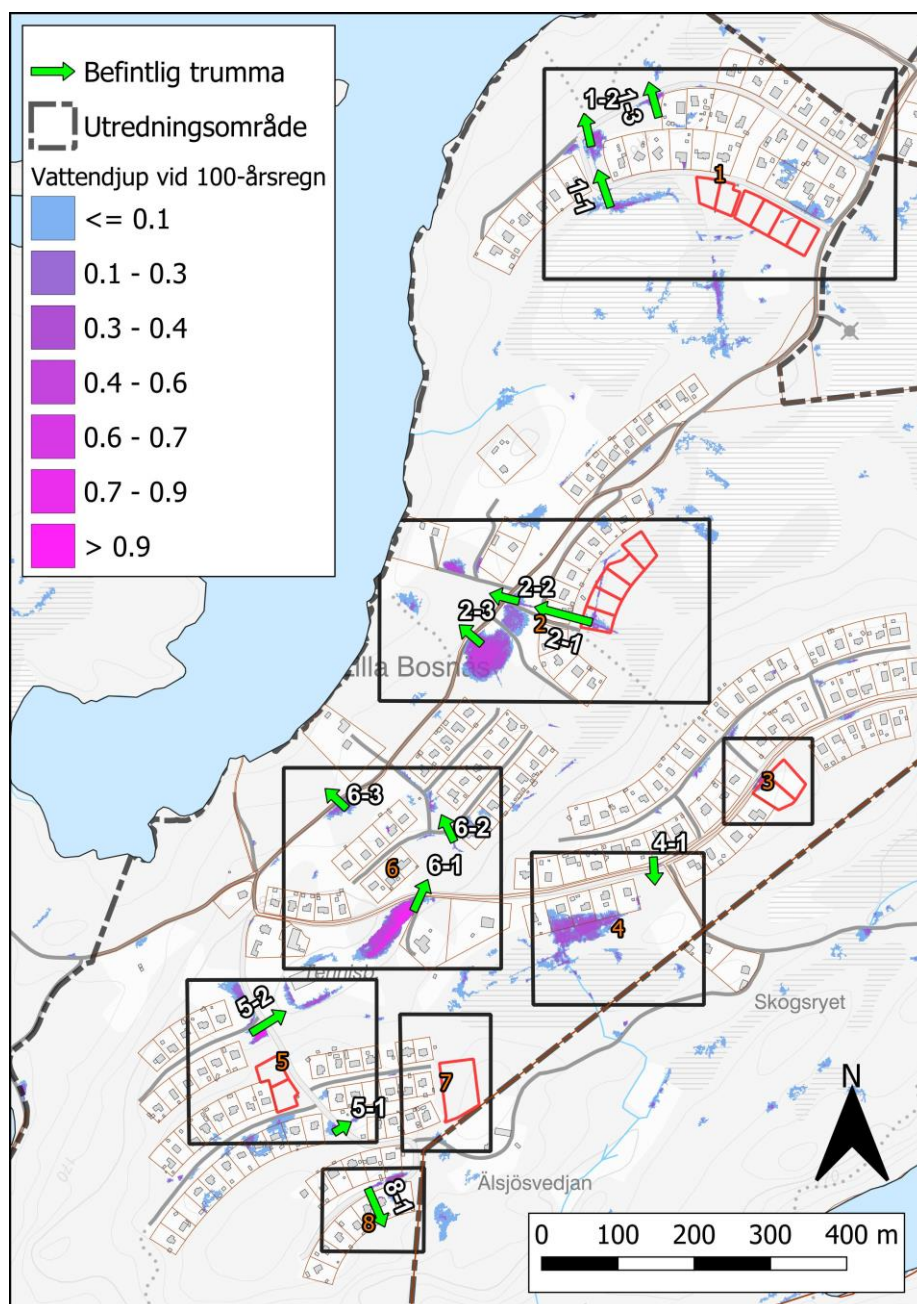 Befintlig trumma
Utredningsområde
Vattendjup vid 100-årsregn
<= 0.1
0.1 - 0.3
0.3 - 0.4
0.4 - 0.6
0.6 - 0.7
0.7 - 0.9
> 0.9
1-2
1-3
1
1-1
2-2
2-3
2
2-1
Bosnäs
3
6-3
6-2
6
6-1
4-1
4
Skogsryet
5-2
5
7
5-1
Älsjösvedjan
8-1
8
N
0 100 200 300 400 m